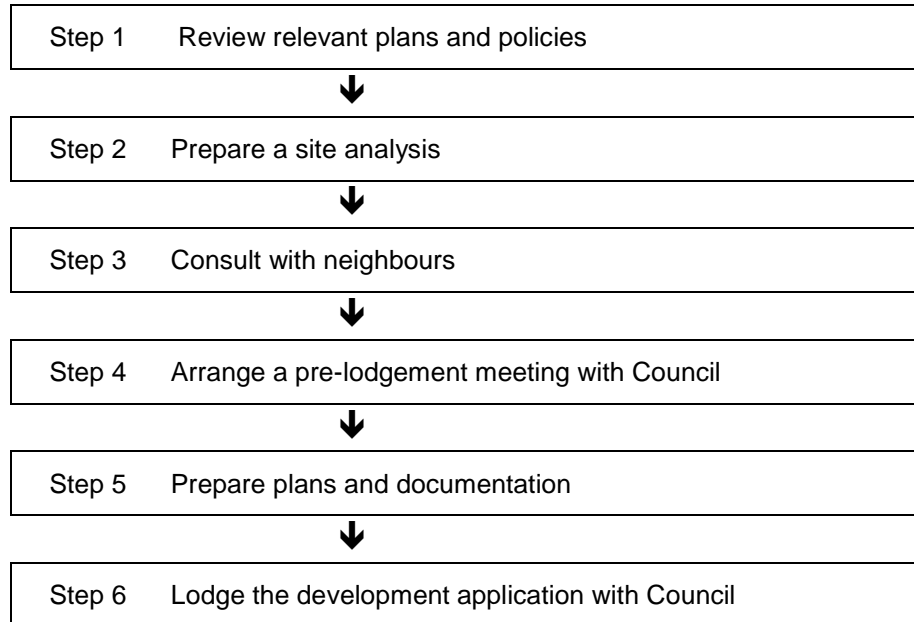 Step 1 Review relevant plans and policies
Step 2 Prepare a site analysis
Step 3 Consult with neighbours
Step 4 Arrange a pre-lodgement meeting with Council
Step 5 Prepare plans and documentation
Step 6 Lodge the development application with Council